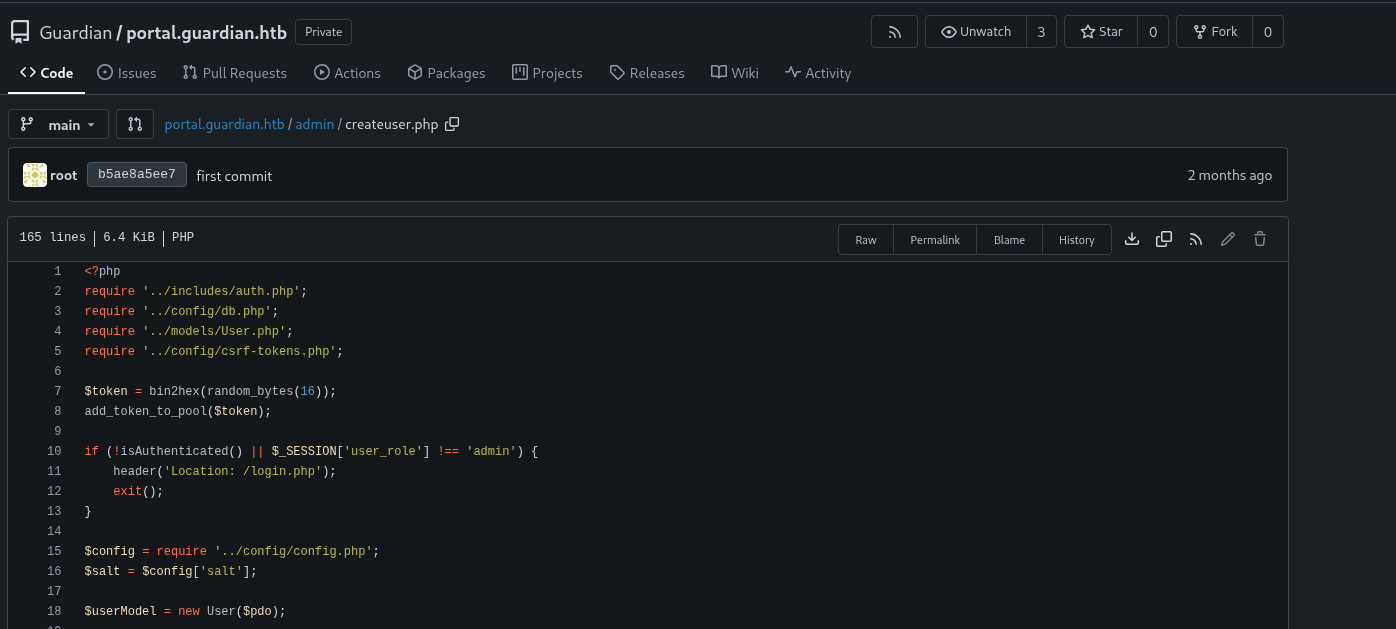 Guardian / portal.guardian.htb Private Unwatch 3 Star 0 Fork 0
Code Issues Pull Requests Actions Packages Projects Releases Wiki Activity
main portal.guardian.htb / admin / createuser.php
root b5ae8a5ee7 first commit 2 months ago
165 lines | 6.4 KiB | PHP Raw Permalink Blame History
1 <?php
2 require '../includes/auth.php';
3 require '../config/db.php';
4 require '../models/User.php';
5 require '../config/csrf-tokens.php';
6
7 $token = bin2hex(random_bytes(16));
8 add_token_to_pool($token);
9
10 if (!isAuthenticated() || $_SESSION['user_role'] !== 'admin') {
11     header('Location: /login.php');
12     exit();
13 }
14
15 $config = require '../config/config.php';
16 $salt = $config['salt'];
17
18 $userModel = new User($pdo);